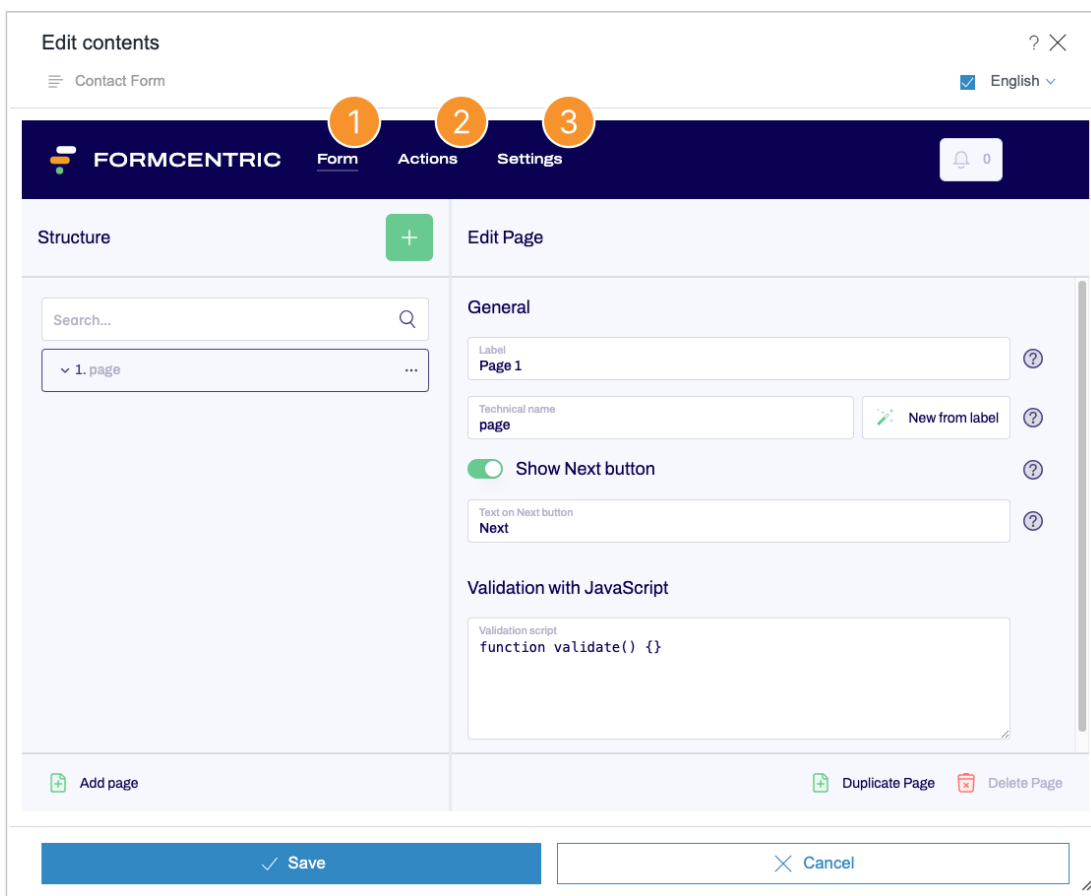 Edit contents
?
Contact Form
English
1 2 3
FORMCENTRIC Form Actions Settings 0
Structure
+
Edit Page
Search...
1. page
...
General
Label
Page 1
?
Technical name
page
New from label
?
Show Next button
?
Text on Next button
Next
?
Validation with JavaScript
Validation script
function validate() {}
Add page
Duplicate Page
Delete Page
Save
Cancel